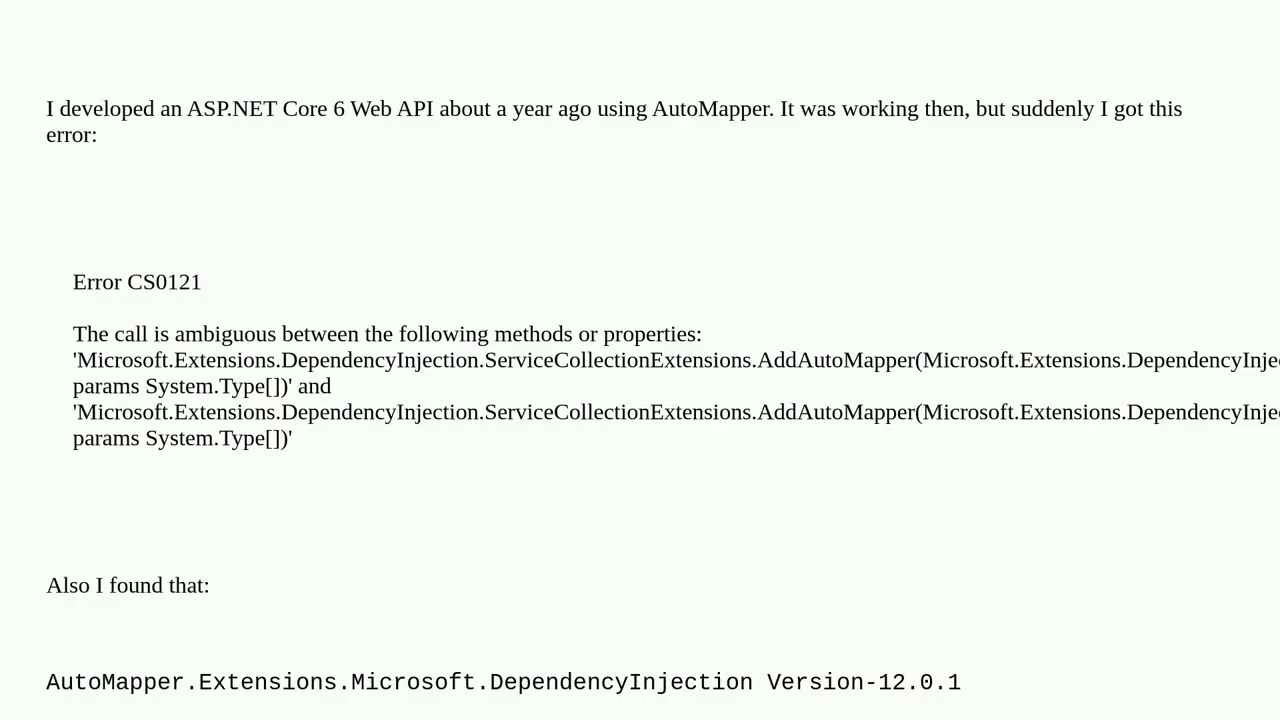 I developed an ASP.NET Core 6 Web API about a year ago using AutoMapper. It was working then, but suddenly I got this
error:
Error CS0121
The call is ambiguous between the following methods or properties:
'Microsoft.Extensions.DependencyInjection.ServiceCollectionExtensions.AddAutoMapper(Microsoft.Extensions.DependencyInje
params System.Type[])' and
'Microsoft.Extensions.DependencyInjection.ServiceCollectionExtensions.AddAutoMapper(Microsoft.Extensions.DependencyInje
params System.Type[])'
Also I found that:
AutoMapper.Extensions.Microsoft.DependencyInjection Version-12.0.1